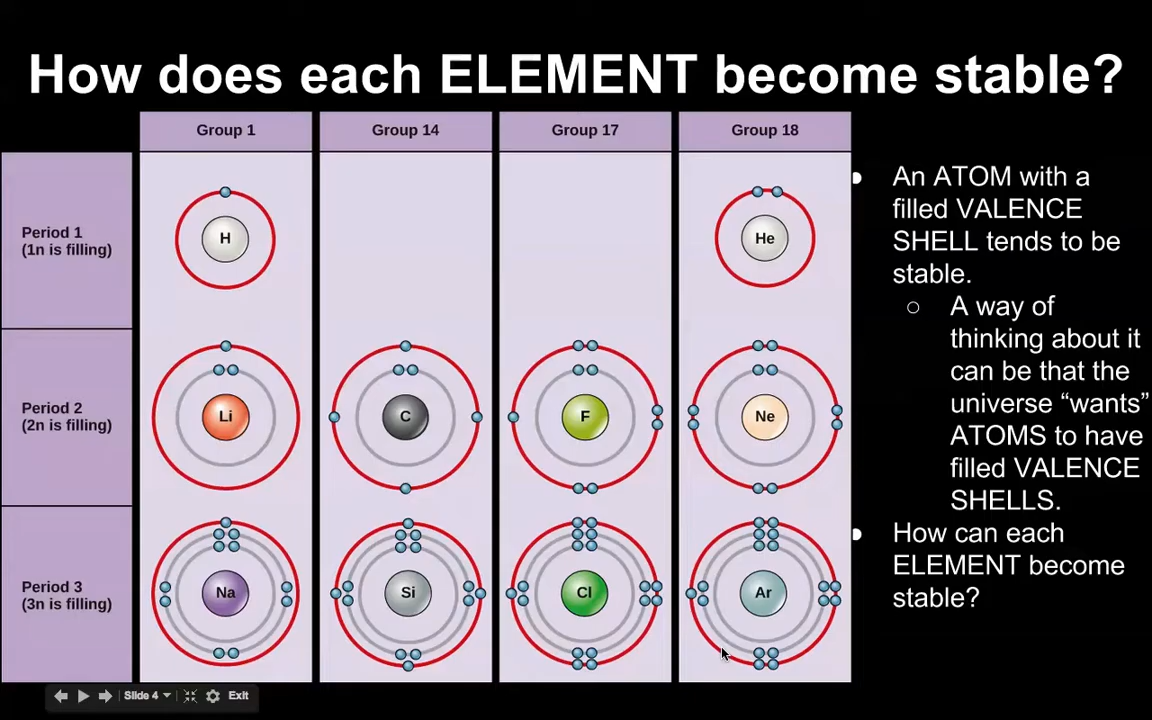 How does each ELEMENT become stable?
Group 1
Group 14
Group 17
Group 18
Period 1
(1n is filling)
H
He
Period 2
(2n is filling)
Li
C
F
Ne
Period 3
(3n is filling)
Na
Si
Cl
Ar
An ATOM with a
filled VALENCE
SHELL tends to be
stable.
A way of
thinking about it
can be that the
universe “wants”
ATOMS to have
filled VALENCE
SHELLS.
How can each
ELEMENT become
stable?
Slide 4
Exit